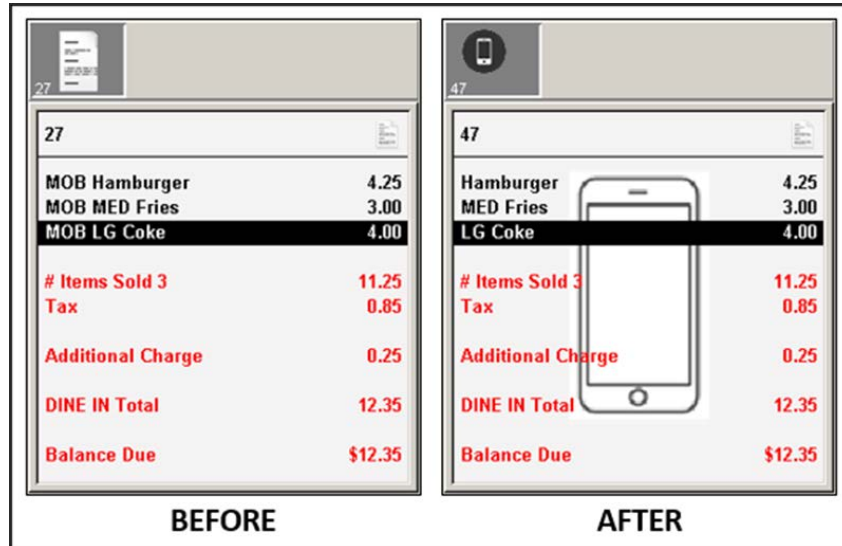 27
27
MOB Hamburger 4.25
MOB MED Fries 3.00
MOB LG Coke 4.00
# Items Sold 3 11.25
Tax 0.85
Additional Charge 0.25
DINE IN Total 12.35
Balance Due $12.35
BEFORE
47
47
Hamburger 4.25
MED Fries 3.00
LG Coke 4.00
# Items Sold 3 11.25
Tax 0.85
Additional Charge 0.25
DINE IN Total 12.35
Balance Due $12.35
AFTER